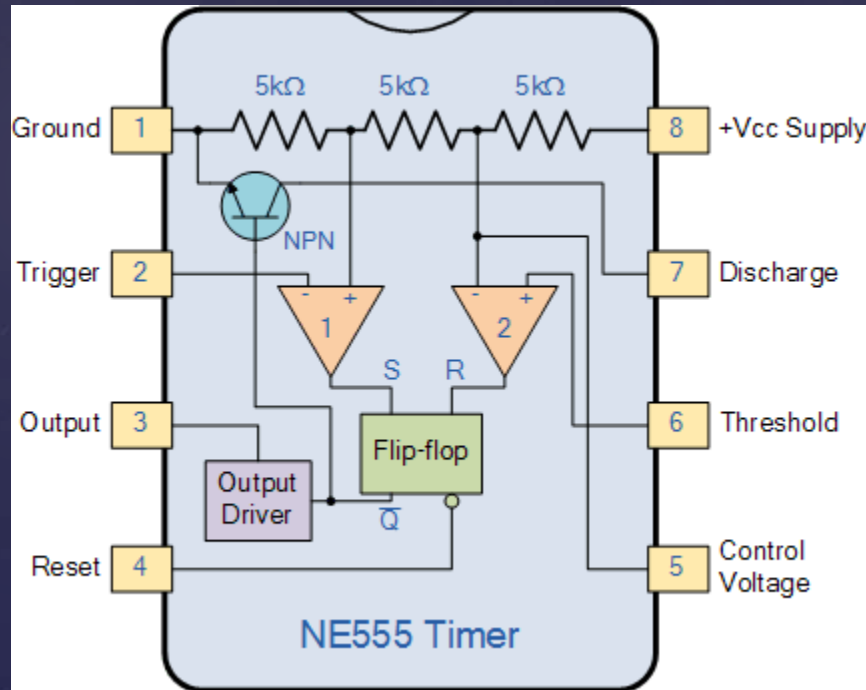 5kΩ 5kΩ 5kΩ
Ground 1
8 +Vcc Supply
NPN
Trigger 2
7 Discharge
- +
- +
1
2
S R
Output 3
6 Threshold
Flip-flop
Output
Driver
Q̅
Reset 4
5 Control
Voltage
NE555 Timer